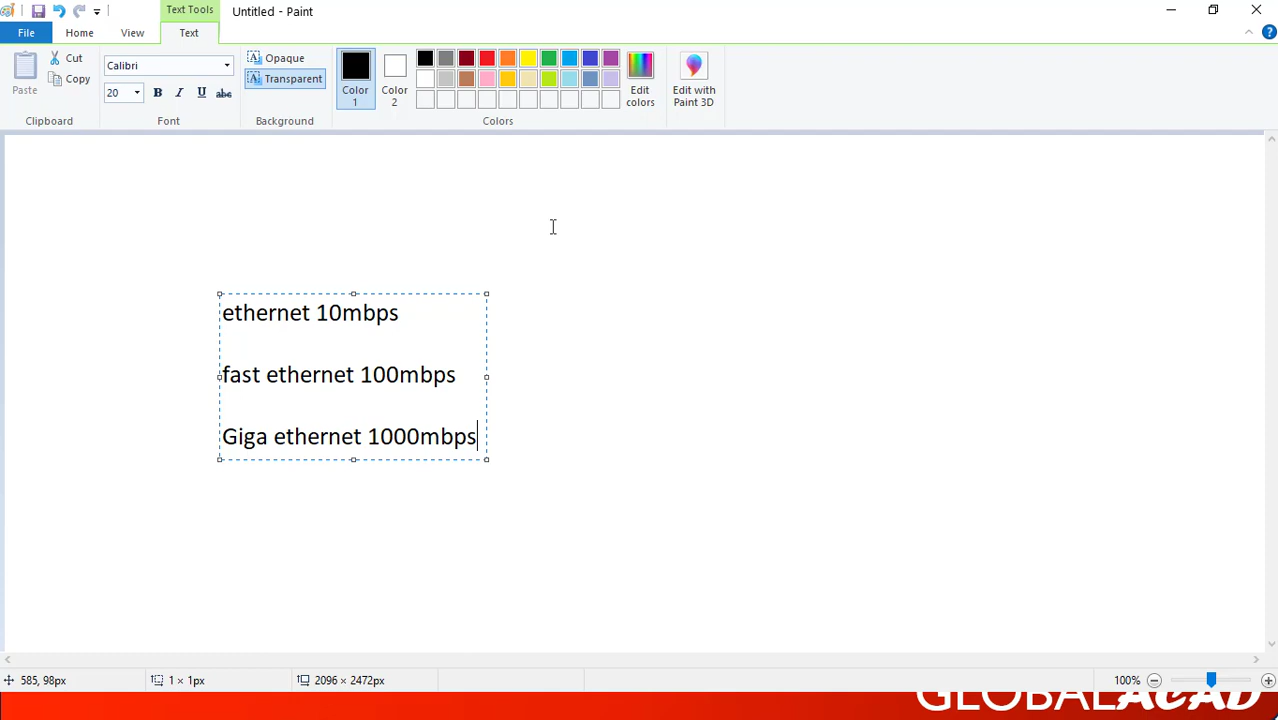 Text Tools
Untitled - Paint
File
Home
View
Text
Paste
Cut
Copy
Clipboard
Calibri
20
B I U abc
Font
Opaque
Transparent
Background
Color 1
Color 2
Edit colors
Colors
Edit with Paint 3D
ethernet 10mbps
fast ethernet 100mbps
Giga ethernet 1000mbps
585, 98px
1 × 1px
2096 × 2472px
100%
GLOBALACAD